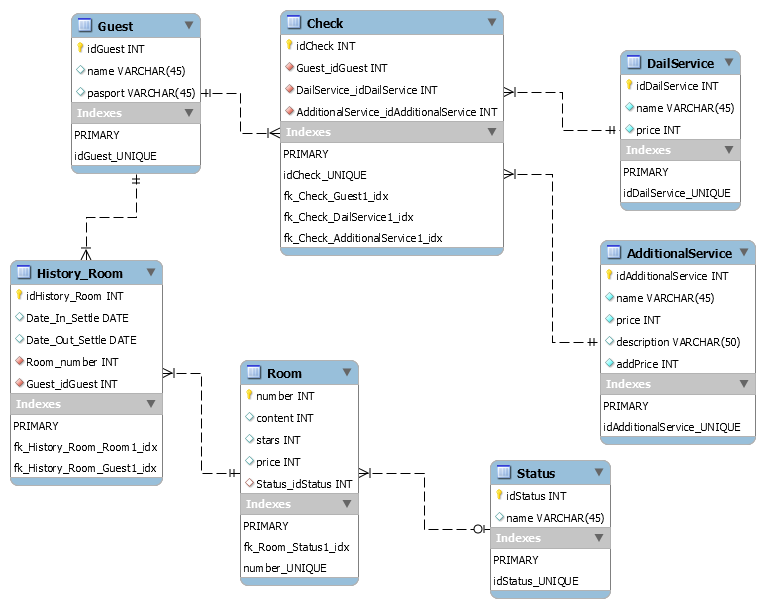 Guest
idGuest INT
name VARCHAR(45)
pasport VARCHAR(45)
Indexes
PRIMARY
idGuest_UNIQUE
Check
idCheck INT
Guest_idGuest INT
DailService_idDailService INT
AdditionalService_idAdditionalService INT
Indexes
PRIMARY
idCheck_UNIQUE
fk_Check_Guest1_idx
fk_Check_DailService1_idx
fk_Check_AdditionalService1_idx
DailService
idDailService INT
name VARCHAR(45)
price INT
Indexes
PRIMARY
idDailService_UNIQUE
AdditionalService
idAdditionalService INT
name VARCHAR(45)
price INT
description VARCHAR(50)
addPrice INT
Indexes
PRIMARY
idAdditionalService_UNIQUE
History_Room
idHistory_Room INT
Date_In_Settle DATE
Date_Out_Settle DATE
Room_number INT
Guest_idGuest INT
Indexes
PRIMARY
fk_History_Room_Room1_idx
fk_History_Room_Guest1_idx
Room
number INT
content INT
stars INT
price INT
Status_idStatus INT
Indexes
PRIMARY
fk_Room_Status1_idx
number_UNIQUE
Status
idStatus INT
name VARCHAR(45)
Indexes
PRIMARY
idStatus_UNIQUE